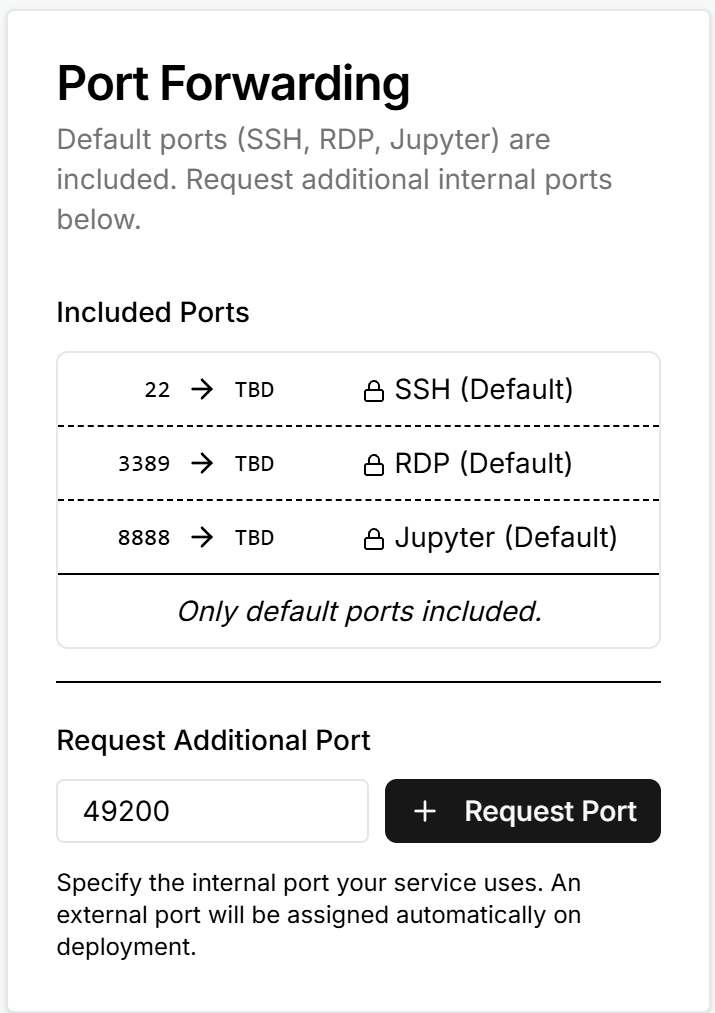 Port Forwarding
Default ports (SSH, RDP, Jupyter) are
included. Request additional internal ports
below.
Included Ports
22 → TBD SSH (Default)
3389 → TBD RDP (Default)
8888 → TBD Jupyter (Default)
Only default ports included.
Request Additional Port
49200
+ Request Port
Specify the internal port your service uses. An
external port will be assigned automatically on
deployment.